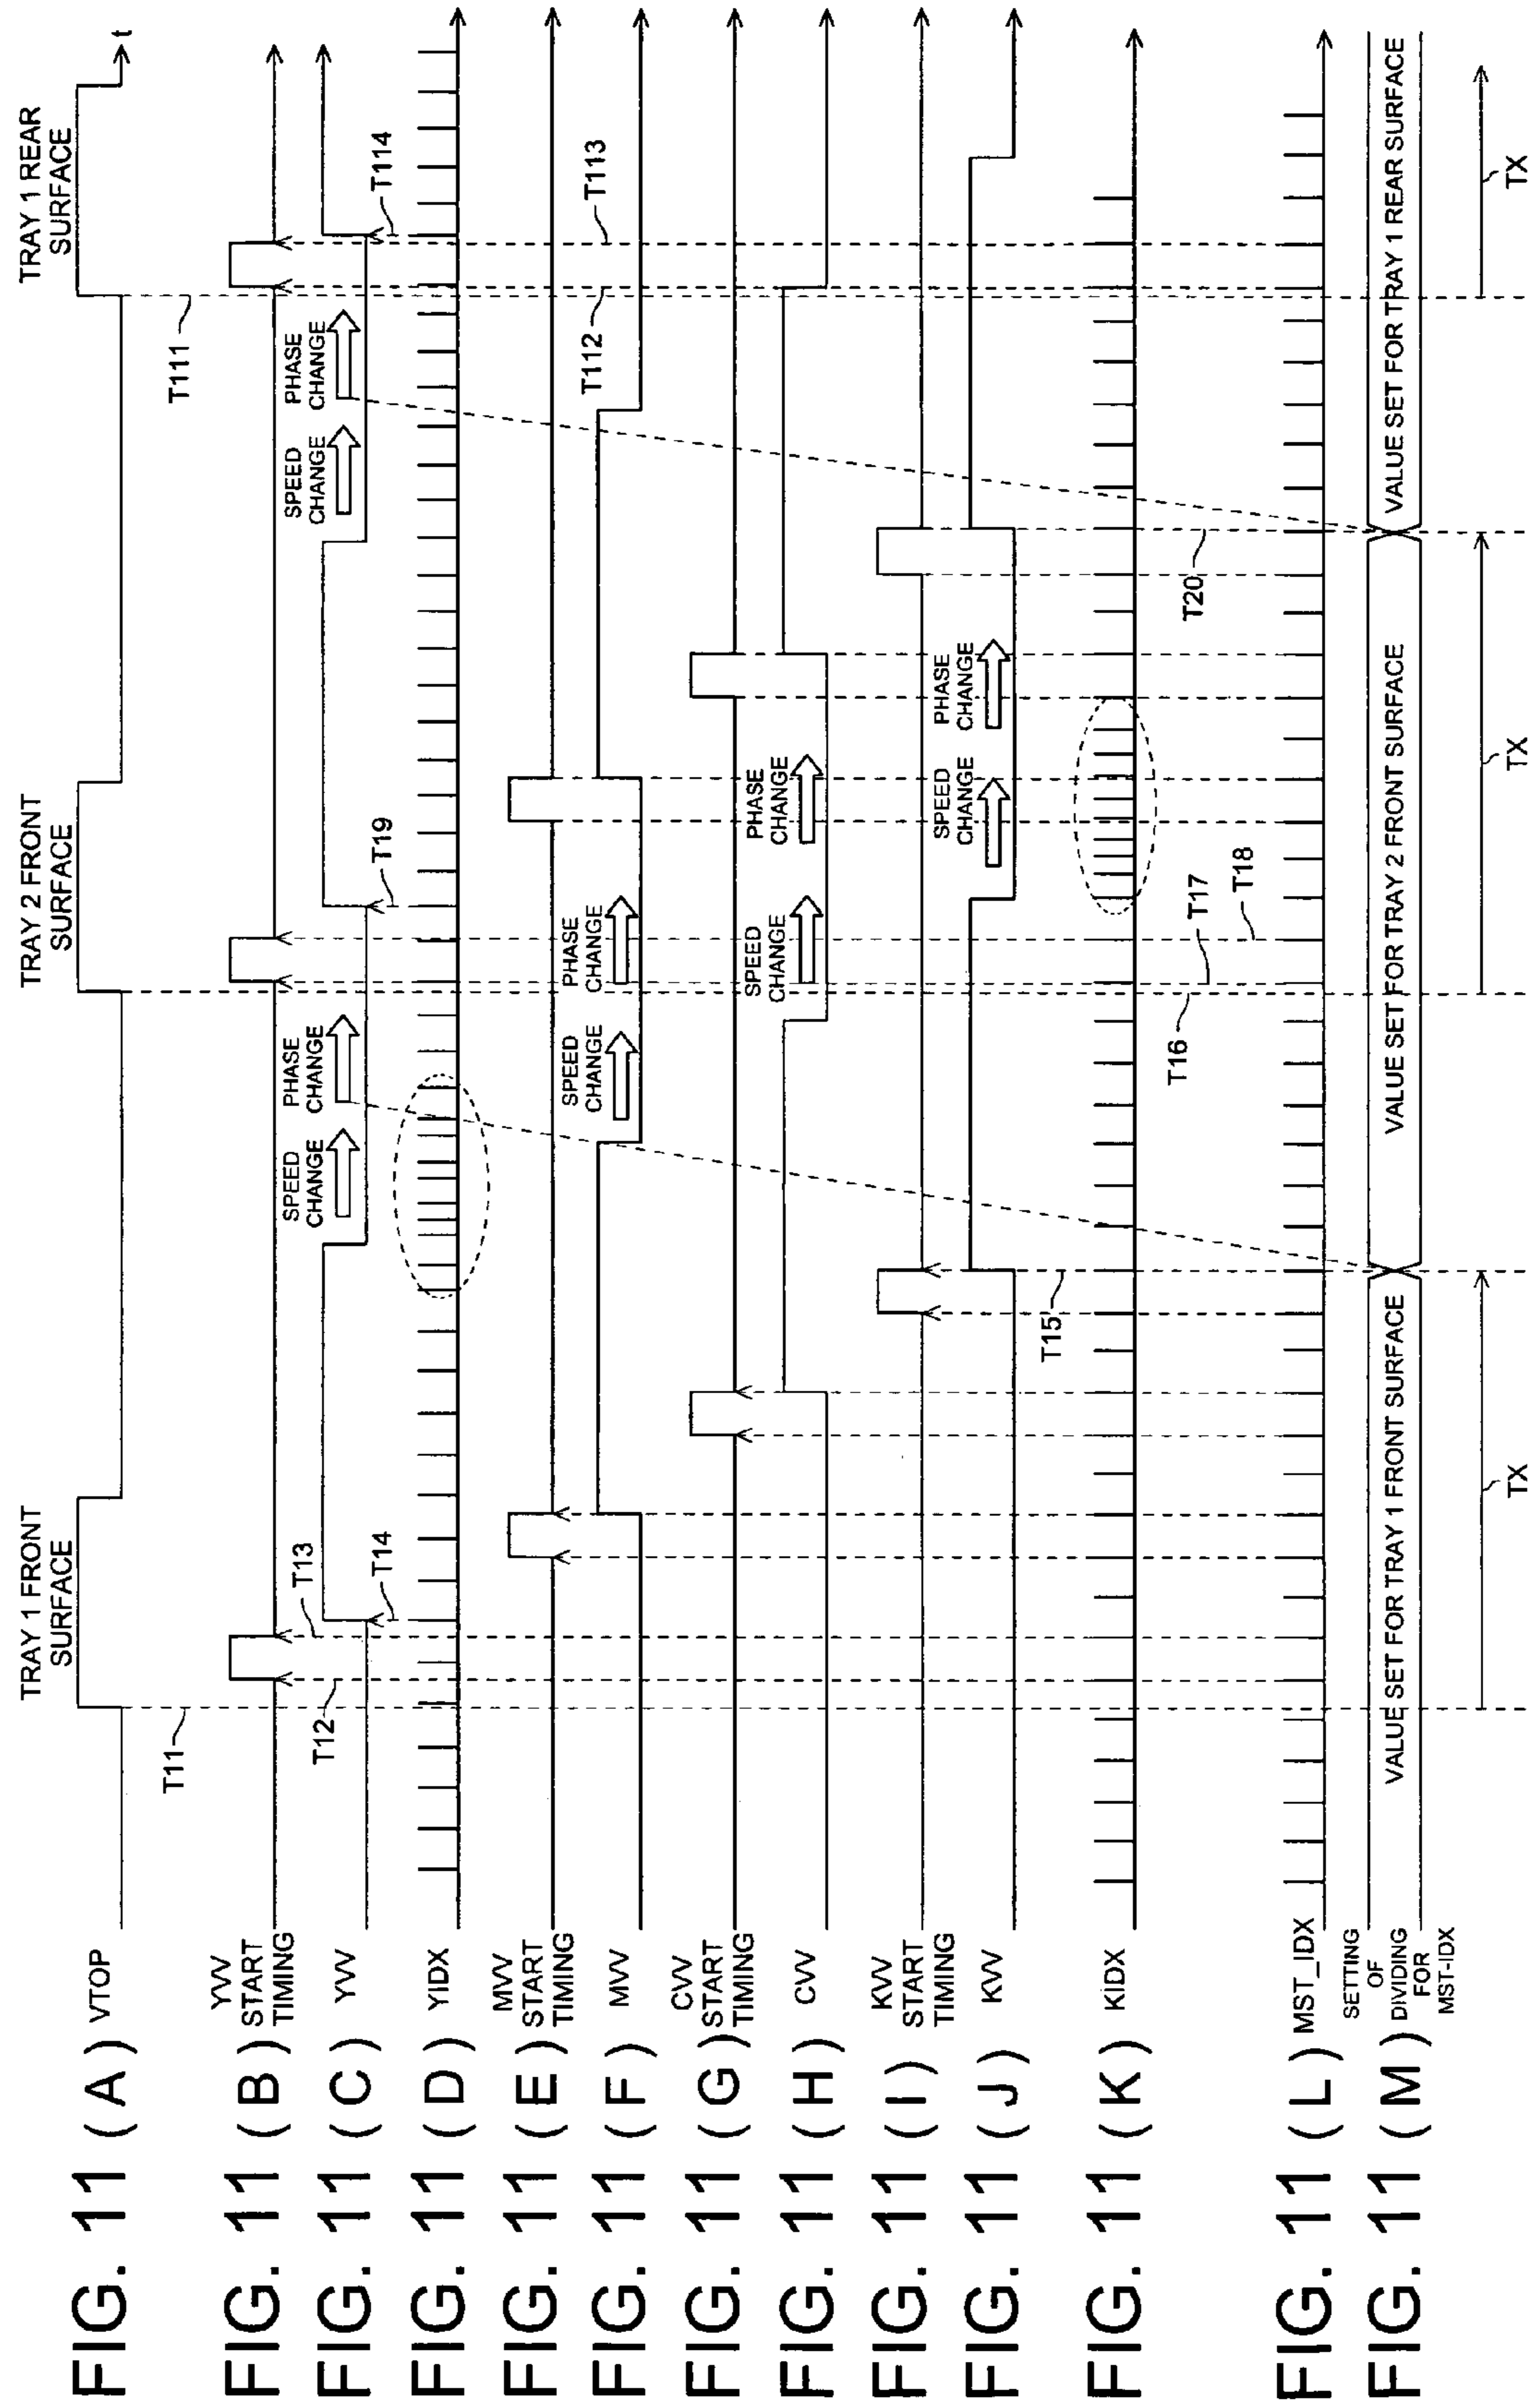 FIG. 11 (A) VTOP
TRAY 1 FRONT
SURFACE
TRAY 2 FRONT
SURFACE
TRAY 1 REAR
SURFACE
t
T11
T111
FIG. 11 (B) YVV
START
TIMING
T12
T13
FIG. 11 (C) YVV
T14
SPEED
CHANGE
PHASE
CHANGE
T19
SPEED
CHANGE
PHASE
CHANGE
T114
FIG. 11 (D) YIDX
FIG. 11 (E) MVV
START
TIMING
T112
T113
FIG. 11 (F) MVV
SPEED
CHANGE
PHASE
CHANGE
FIG. 11 (G) CVV
START
TIMING
FIG. 11 (H) CVV
SPEED
CHANGE
PHASE
CHANGE
FIG. 11 (I) KVV
START
TIMING
FIG. 11 (J) KVV
SPEED
CHANGE
PHASE
CHANGE
T15
FIG. 11 (K) KIDX
T16
T17
T18
T20
FIG. 11 (L) MST_IDX
FIG. 11 (M) SETTING
OF
DIVIDING
FOR
MST-IDX
VALUE SET FOR TRAY 1 FRONT SURFACE
VALUE SET FOR TRAY 2 FRONT SURFACE
VALUE SET FOR TRAY 1 REAR SURFACE
TX
TX
TX